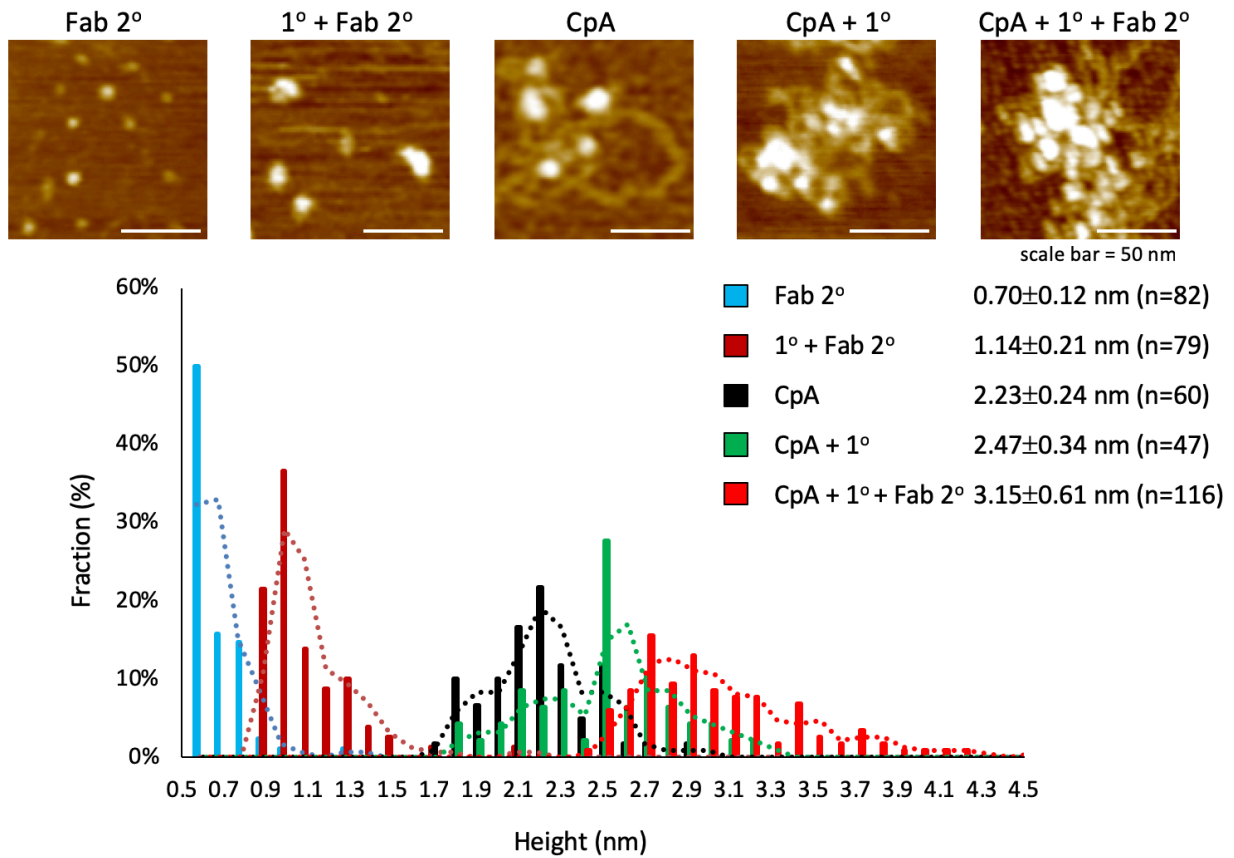 Fab 2º
1º + Fab 2º
CpA
CpA + 1º
CpA + 1º + Fab 2º
scale bar = 50 nm
60%
50%
40%
30%
20%
10%
0%
Fraction (%)
Fab 2º 0.70±0.12 nm (n=82)
1º + Fab 2º 1.14±0.21 nm (n=79)
CpA 2.23±0.24 nm (n=60)
CpA + 1º 2.47±0.34 nm (n=47)
CpA + 1º + Fab 2º 3.15±0.61 nm (n=116)
0.5 0.7 0.9 1.1 1.3 1.5 1.7 1.9 2.1 2.3 2.5 2.7 2.9 3.1 3.3 3.5 3.7 3.9 4.1 4.3 4.5
Height (nm)